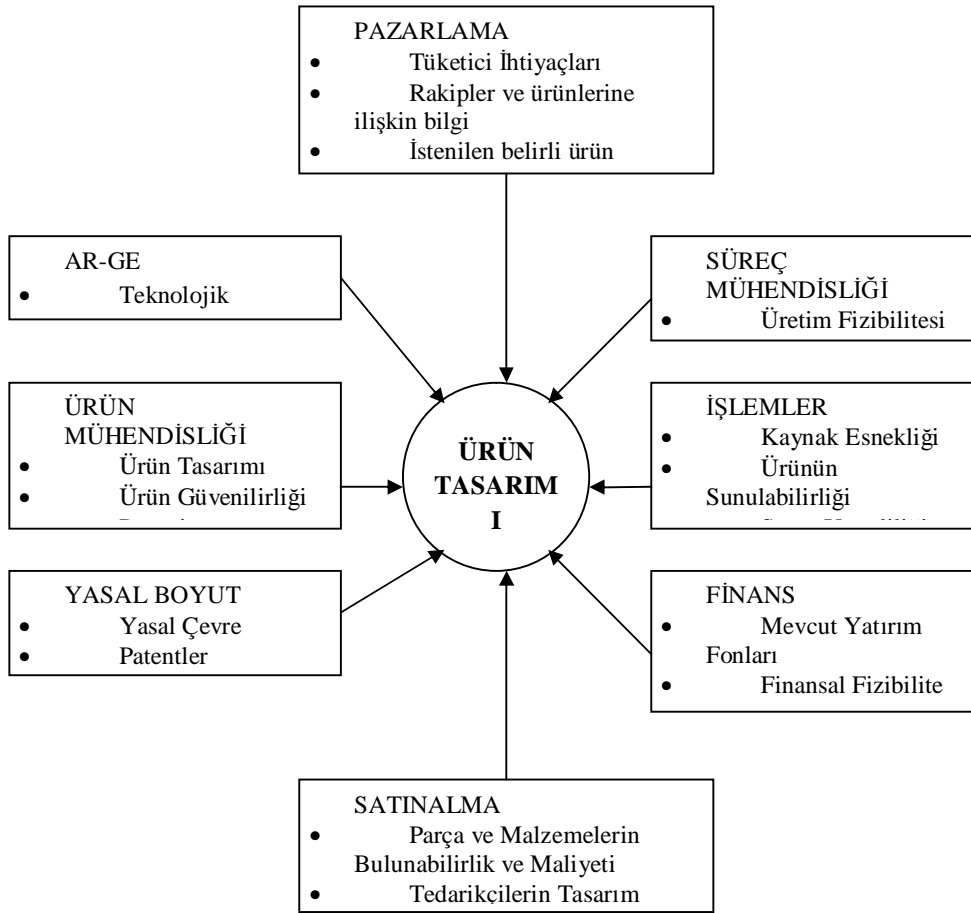 PAZARLAMA
• Tüketici İhtiyaçları
• Rakipler ve ürünlerine
ilişkin bilgi
• İstenilen belirli ürün
AR-GE
• Teknolojik
SÜREÇ
MÜHENDİSLİĞİ
• Üretim Fizibilitesi
ÜRÜN
MÜHENDİSLİĞİ
• Ürün Tasarımı
• Ürün Güvenilirliği
ÜRÜN
TASARIM
I
İŞLEMLER
• Kaynak Esnekliği
• Ürünün
Sunulabilirliği
YASAL BOYUT
• Yasal Çevre
• Patentler
FİNANS
• Mevcut Yatırım
Fonları
• Finansal Fizibilite
SATINALMA
• Parça ve Malzemelerin
Bulunabilirlik ve Maliyeti
• Tedarikçilerin Tasarım